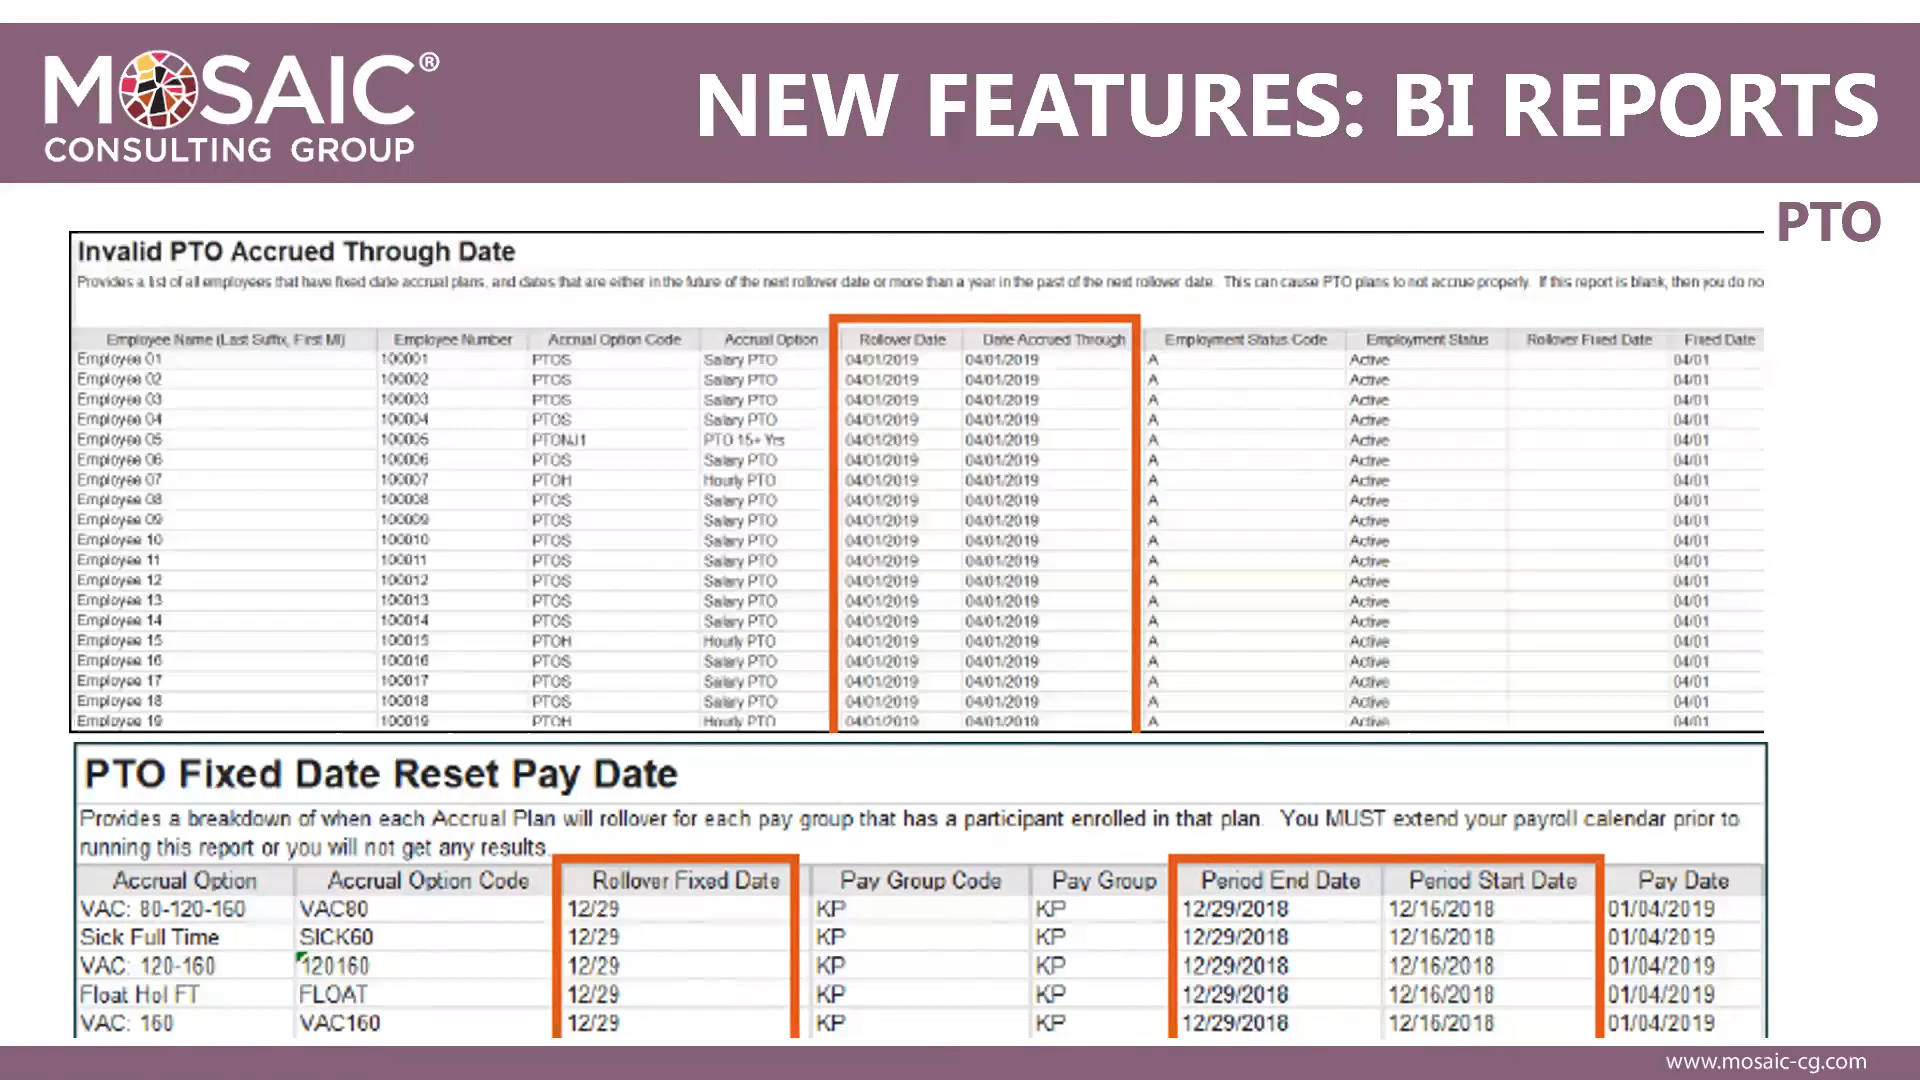 MOSAIC®
CONSULTING GROUP
NEW FEATURES: BI REPORTS
PTO
Invalid PTO Accrued Through Date
Provides a list of all employees that have fixed date accrual plans, and dates that are either in the future of the next rollover date or more than a year in the past of the next rollover date. This can cause PTO plans to not accrue properly. If this report is blank, then you do no
Employee Name (Last Suffix, First MI) Employee Number Accrual Option Code Accrual Option Rollover Date Date Accrued Through Employment Status Code Employment Status Rollover Fixed Date Fixed Date
Employee 01 100001 PTOS Salary PTO 04/01/2019 04/01/2019 A Active 04/01
Employee 02 100002 PTOS Salary PTO 04/01/2019 04/01/2019 A Active 04/01
Employee 03 100003 PTOS Salary PTO 04/01/2019 04/01/2019 A Active 04/01
Employee 04 100004 PTOS Salary PTO 04/01/2019 04/01/2019 A Active 04/01
Employee 05 100005 PTONJ1 PTO 15+ Yrs 04/01/2019 04/01/2019 A Active 04/01
Employee 06 100006 PTOS Salary PTO 04/01/2019 04/01/2019 A Active 04/01
Employee 07 100007 PTOH Hourly PTO 04/01/2019 04/01/2019 A Active 04/01
Employee 08 100008 PTOS Salary PTO 04/01/2019 04/01/2019 A Active 04/01
Employee 09 100009 PTOS Salary PTO 04/01/2019 04/01/2019 A Active 04/01
Employee 10 100010 PTOS Salary PTO 04/01/2019 04/01/2019 A Active 04/01
Employee 11 100011 PTOS Salary PTO 04/01/2019 04/01/2019 A Active 04/01
Employee 12 100012 PTOS Salary PTO 04/01/2019 04/01/2019 A Active 04/01
Employee 13 100013 PTOS Salary PTO 04/01/2019 04/01/2019 A Active 04/01
Employee 14 100014 PTOS Salary PTO 04/01/2019 04/01/2019 A Active 04/01
Employee 15 100015 PTOH Hourly PTO 04/01/2019 04/01/2019 A Active 04/01
Employee 16 100016 PTOS Salary PTO 04/01/2019 04/01/2019 A Active 04/01
Employee 17 100017 PTOS Salary PTO 04/01/2019 04/01/2019 A Active 04/01
Employee 18 100018 PTOS Salary PTO 04/01/2019 04/01/2019 A Active 04/01
Employee 19 100019 PTOH Hourly PTO 04/01/2019 04/01/2019 A Active 04/01
PTO Fixed Date Reset Pay Date
Provides a breakdown of when each Accrual Plan will rollover for each pay group that has a participant enrolled in that plan. You MUST extend your payroll calendar prior to
running this report or you will not get any results.
Accrual Option Accrual Option Code Rollover Fixed Date Pay Group Code Pay Group Period End Date Period Start Date Pay Date
VAC: 80-120-160 VAC80 12/29 KP KP 12/29/2018 12/16/2018 01/04/2019
Sick Full Time SICK60 12/29 KP KP 12/29/2018 12/16/2018 01/04/2019
VAC: 120-160 120160 12/29 KP KP 12/29/2018 12/16/2018 01/04/2019
Float Hol FT FLOAT 12/29 KP KP 12/29/2018 12/16/2018 01/04/2019
VAC: 160 VAC160 12/29 KP KP 12/29/2018 12/16/2018 01/04/2019
www.mosaic-cg.com